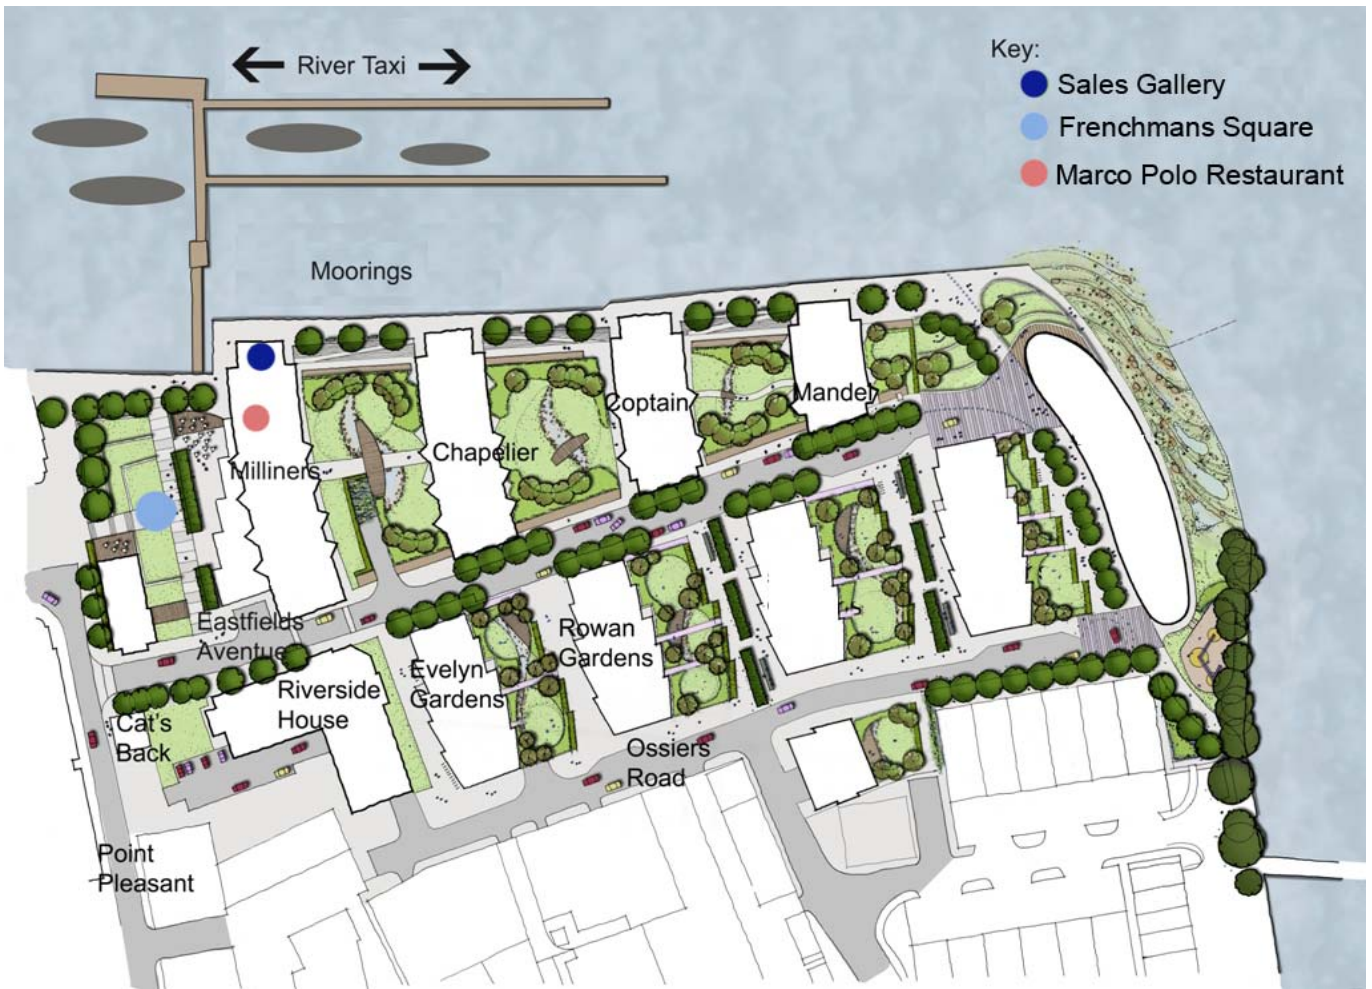 River Taxi
Key:
Sales Gallery
Frenchmans Square
Marco Polo Restaurant
Moorings
Coptain
Mandel
Chapelier
Milliners
Eastfields
Aventue
Rowan
Gardens
Evelyn
Gardens
Riverside
House
Cat's
Back
Ossiers
Road
Point
Pleasant